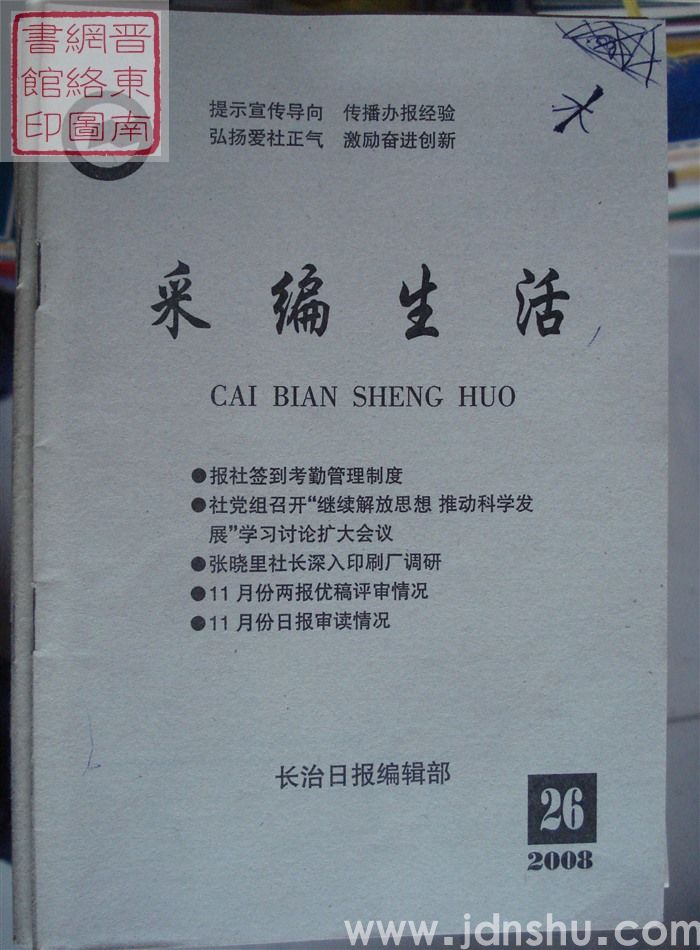 晋东南
網絡圖
書館印
提示宣传导向 传播办报经验
弘扬爱社正气 激励奋进创新
采编生活
CAI BIAN SHENG HUO
●报社签到考勤管理制度
●社党组召开“继续解放思想 推动科学发
展”学习讨论扩大会议
●张晓里社长深入印刷厂调研
●11月份两报优稿评审情况
●11月份日报审读情况
长治日报编辑部
26
2008
www.jdnshu.com